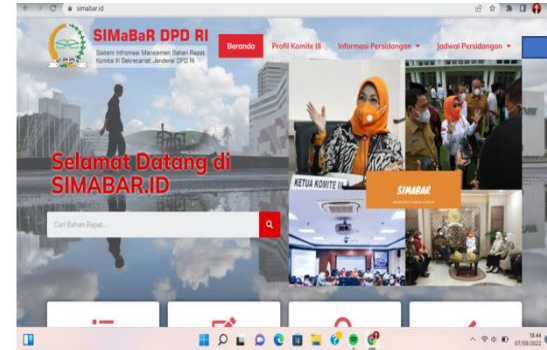 simabar.id
SIMaBaR DPD RI
Sistem Infromasi Manajemen Bahan Rapat
Komite III Sekretariat Jenderal DPD RI
Beranda
Profil Komite III
Informasi Persidangan
Jadwal Persidangan
Selamat Datang di
SIMABAR.ID
Cari Bahan Rapat...
KETUA KOMITE III
SIMABAR
18:44
07/09/2022